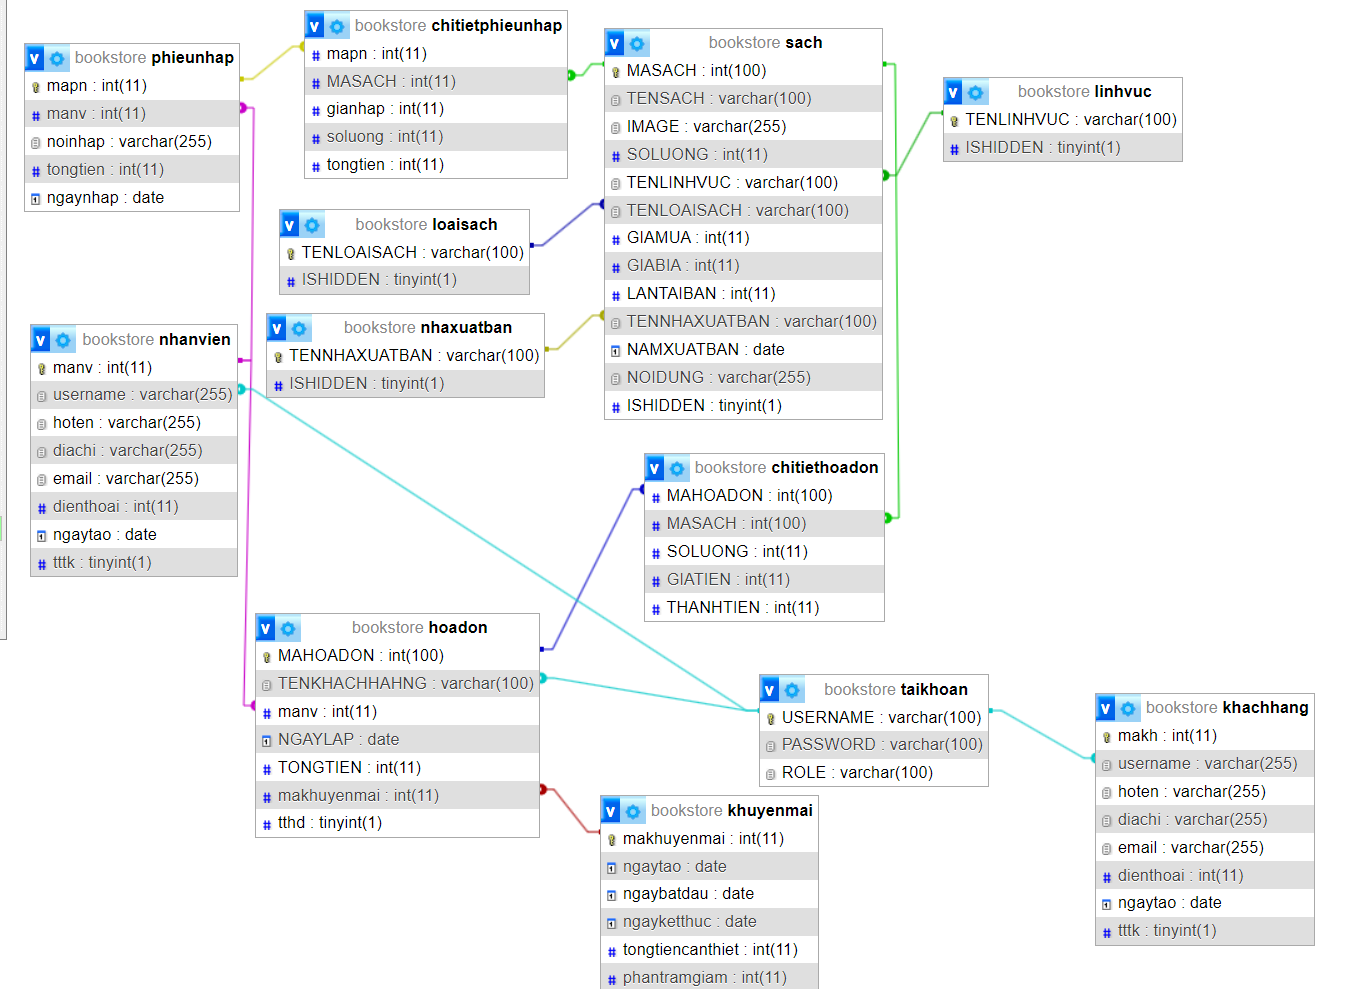 bookstore phieunhap
mapn : int(11)
manv : int(11)
noinhap : varchar(255)
tongtien : int(11)
ngaynhap : date
bookstore chitietphieunhap
mapn : int(11)
MASACH : int(11)
gianhap : int(11)
soluong : int(11)
tongtien : int(11)
bookstore sach
MASACH : int(100)
TENSACH : varchar(100)
IMAGE : varchar(255)
SOLUONG : int(11)
TENLINHVUC : varchar(100)
TENLOAISACH : varchar(100)
GIAMUA : int(11)
GIABIA : int(11)
LANTAIBAN : int(11)
TENNHAXUATBAN : varchar(100)
NAMXUATBAN : date
NOIDUNG : varchar(255)
ISHIDDEN : tinyint(1)
bookstore linhvuc
TENLINHVUC : varchar(100)
ISHIDDEN : tinyint(1)
bookstore loaisach
TENLOAISACH : varchar(100)
ISHIDDEN : tinyint(1)
bookstore nhaxuatban
TENNHAXUATBAN : varchar(100)
ISHIDDEN : tinyint(1)
bookstore nhanvien
manv : int(11)
username : varchar(255)
hoten : varchar(255)
diachi : varchar(255)
email : varchar(255)
dienthoai : int(11)
ngaytao : date
tttk : tinyint(1)
bookstore chitiethoadon
MAHOADON : int(100)
MASACH : int(100)
SOLUONG : int(11)
GIATIEN : int(11)
THANHTIEN : int(11)
bookstore hoadon
MAHOADON : int(100)
TENKHACHHAHNG : varchar(100)
manv : int(11)
NGAYLAP : date
TONGTIEN : int(11)
makhuyenmai : int(11)
tthd : tinyint(1)
bookstore taikhoan
USERNAME : varchar(100)
PASSWORD : varchar(100)
ROLE : varchar(100)
bookstore khachhang
makh : int(11)
username : varchar(255)
hoten : varchar(255)
diachi : varchar(255)
email : varchar(255)
dienthoai : int(11)
ngaytao : date
tttk : tinyint(1)
bookstore khuyenmai
makhuyenmai : int(11)
ngaytao : date
ngaybatdau : date
ngayketthuc : date
tongtiencanthiet : int(11)
phantramgiam : int(11)